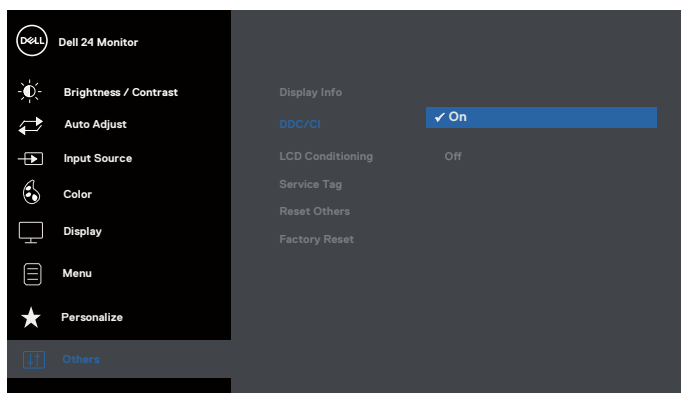 DELL
Dell 24 Monitor
Brightness / Contrast
Auto Adjust
Input Source
Color
Display
Menu
Personalize
Others
Display Info
DDC/CI
✓ On
LCD Conditioning
Off
Service Tag
Reset Others
Factory Reset